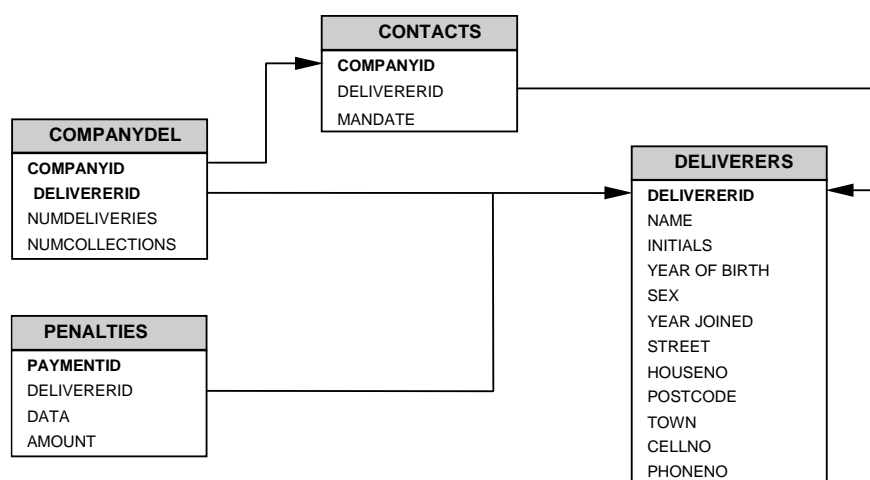 CONTACTS
COMPANYID
DELIVERERID
MANDATE
COMPANYDEL
COMPANYID
DELIVERERID
NUMDELIVERIES
NUMCOLLECTIONS
DELIVERERS
DELIVERERID
NAME
INITIALS
YEAR OF BIRTH
SEX
YEAR JOINED
STREET
HOUSENO
POSTCODE
TOWN
CELLNO
PHONENO
PENALTIES
PAYMENTID
DELIVERERID
DATA
AMOUNT